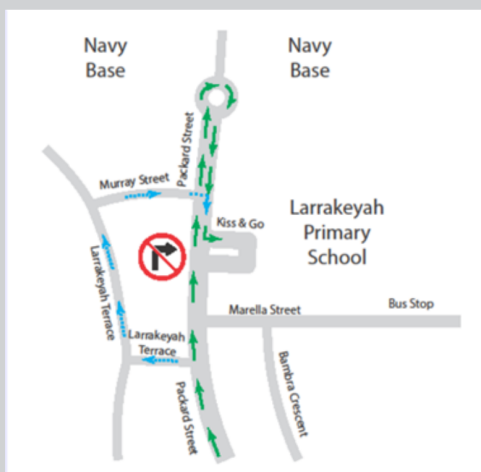 Navy
Base
Navy
Base
Packard Street
Murray Street
Kiss & Go
Larrakeyah
Primary
School
Larrakeyah Terrace
Marella Street
Bus Stop
Larrakeyah
Terrace
Bambra Crescent
Packard Street